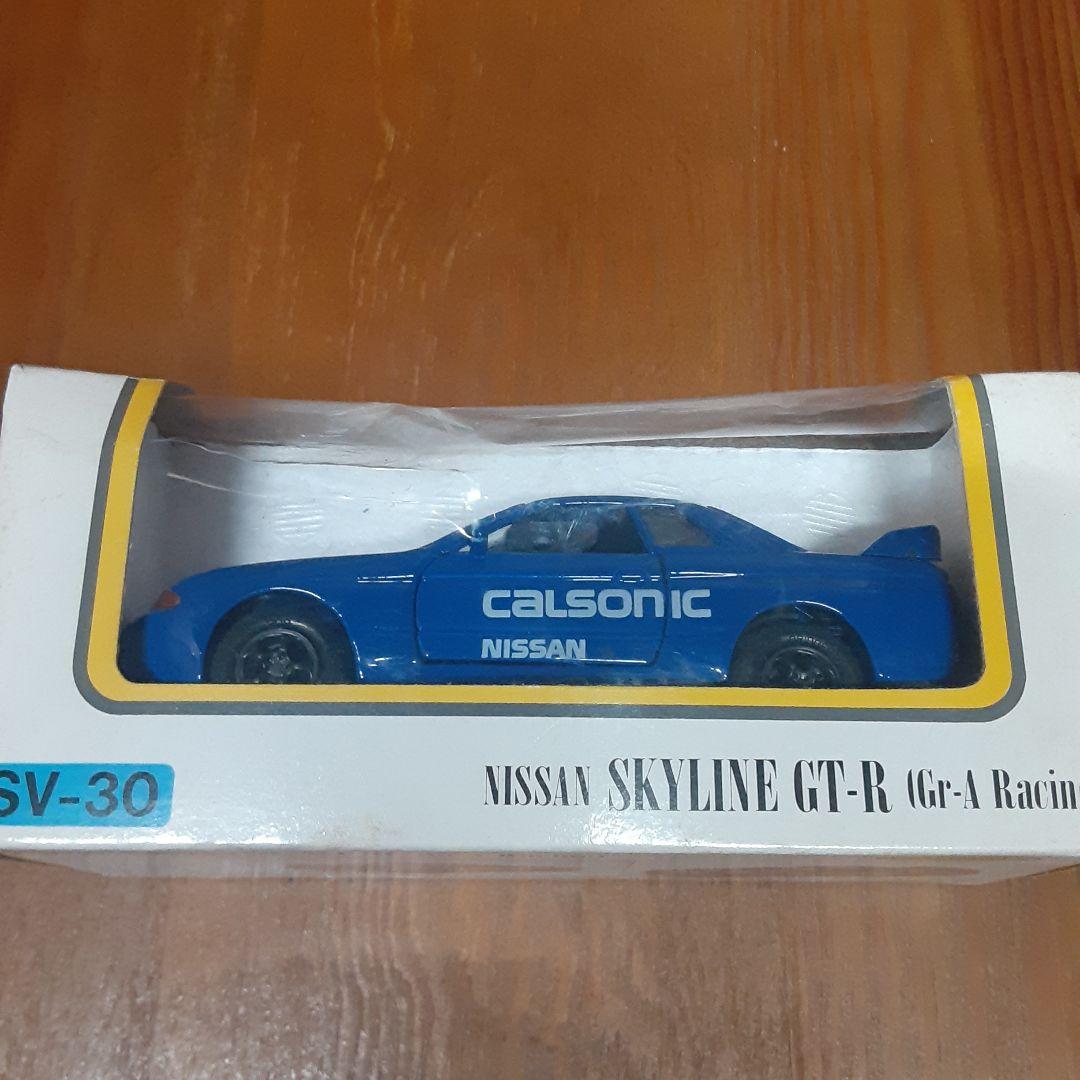 calsonic
NISSAN
SV-30
NISSAN SKYLINE GT-R (Gr-A Racin